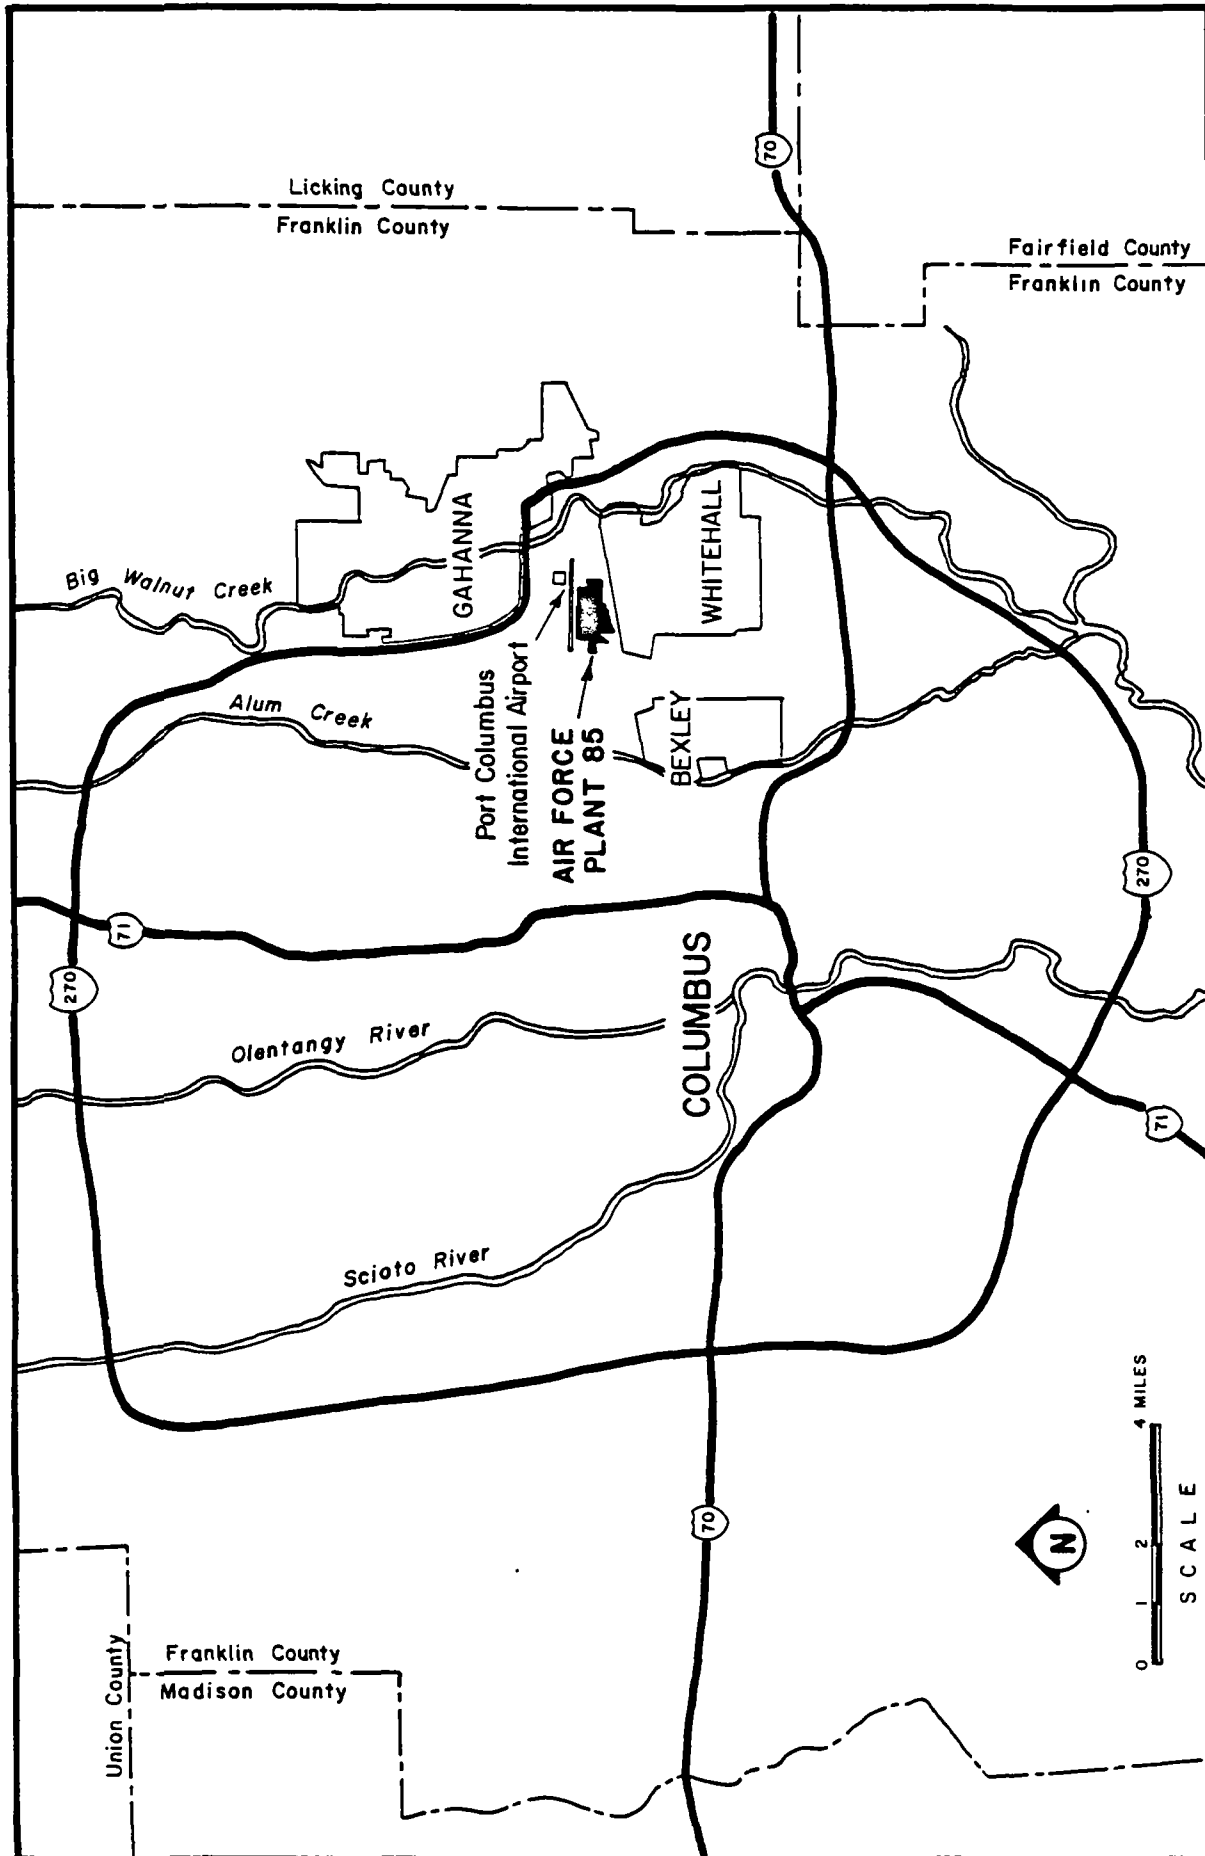 Licking County
Franklin County
Fairfield County
Franklin County
70
Big Walnut Creek
GAHANNA
WHITEHALL
Alum Creek
Port Columbus
International Airport
AIR FORCE
PLANT 85
BEXLEY
270
71
270
COLUMBUS
Olentangy River
71
Scioto River
70
Union County
Franklin County
Madison County
N
0 1 2 4 MILES
SCALE